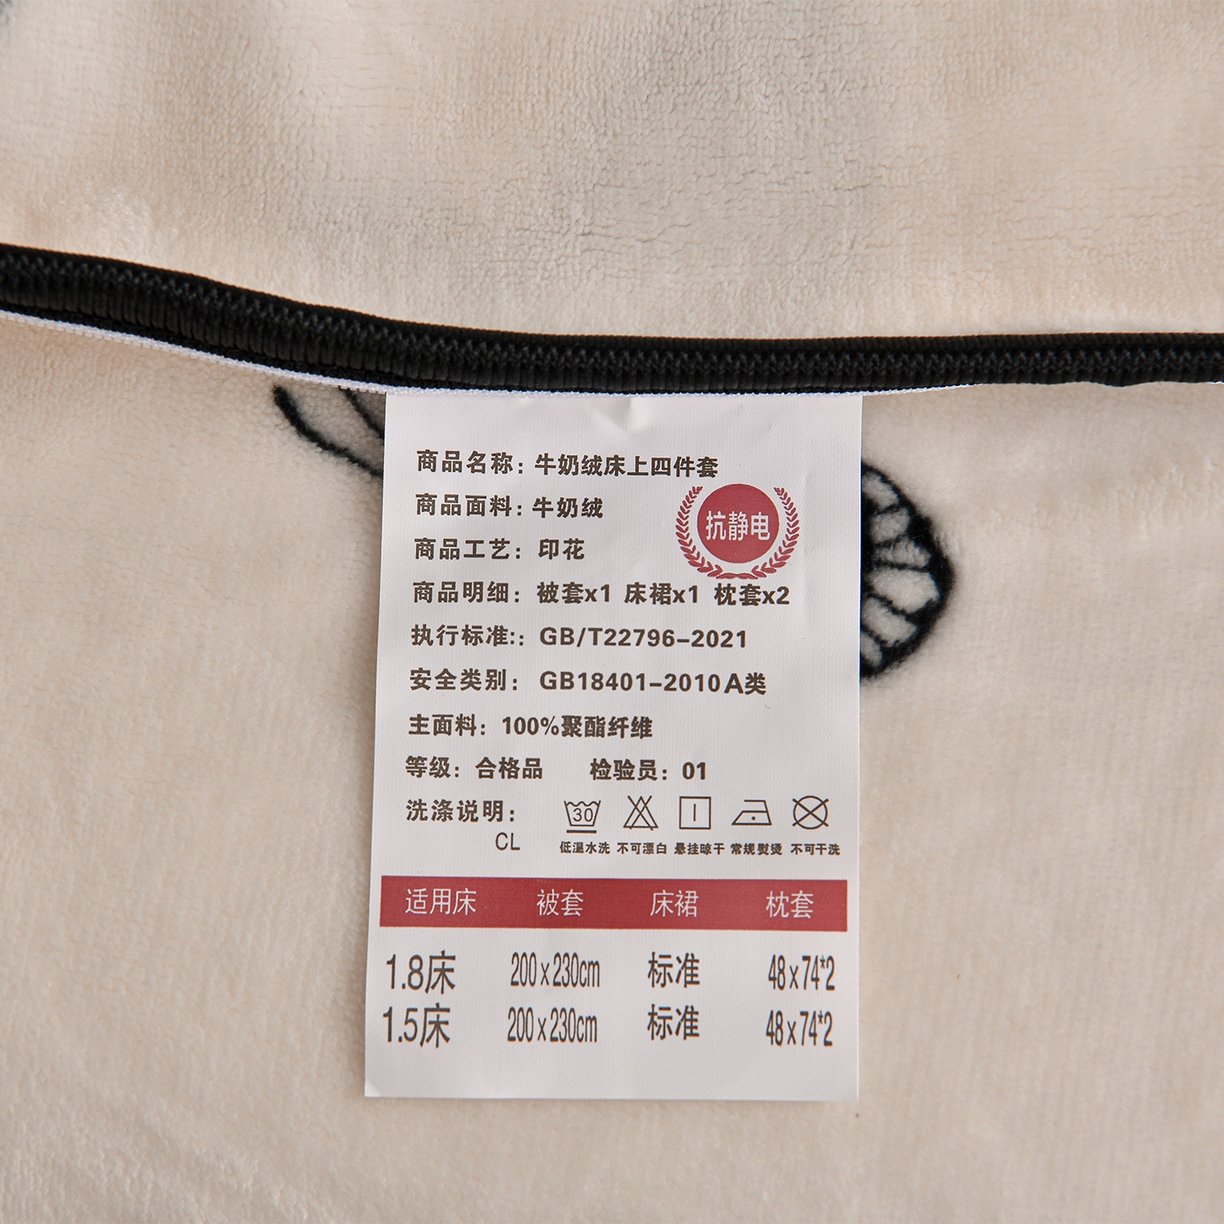 商品名称：牛奶绒床上四件套
商品面料：牛奶绒
抗静电
商品工艺：印花
商品明细：被套x1 床裙x1 枕套x2
执行标准:：GB/T22796-2021
安全类别：GB18401-2010 A类
主面料：100%聚酯纤维
等级：合格品 检验员：01
洗涤说明：
30
CL
低温水洗 不可漂白 悬挂晾干 常规熨烫 不可干洗
适用床 被套 床裙 枕套
1.8床 200x230cm 标准 48x74*2
1.5床 200x230cm 标准 48x74*2